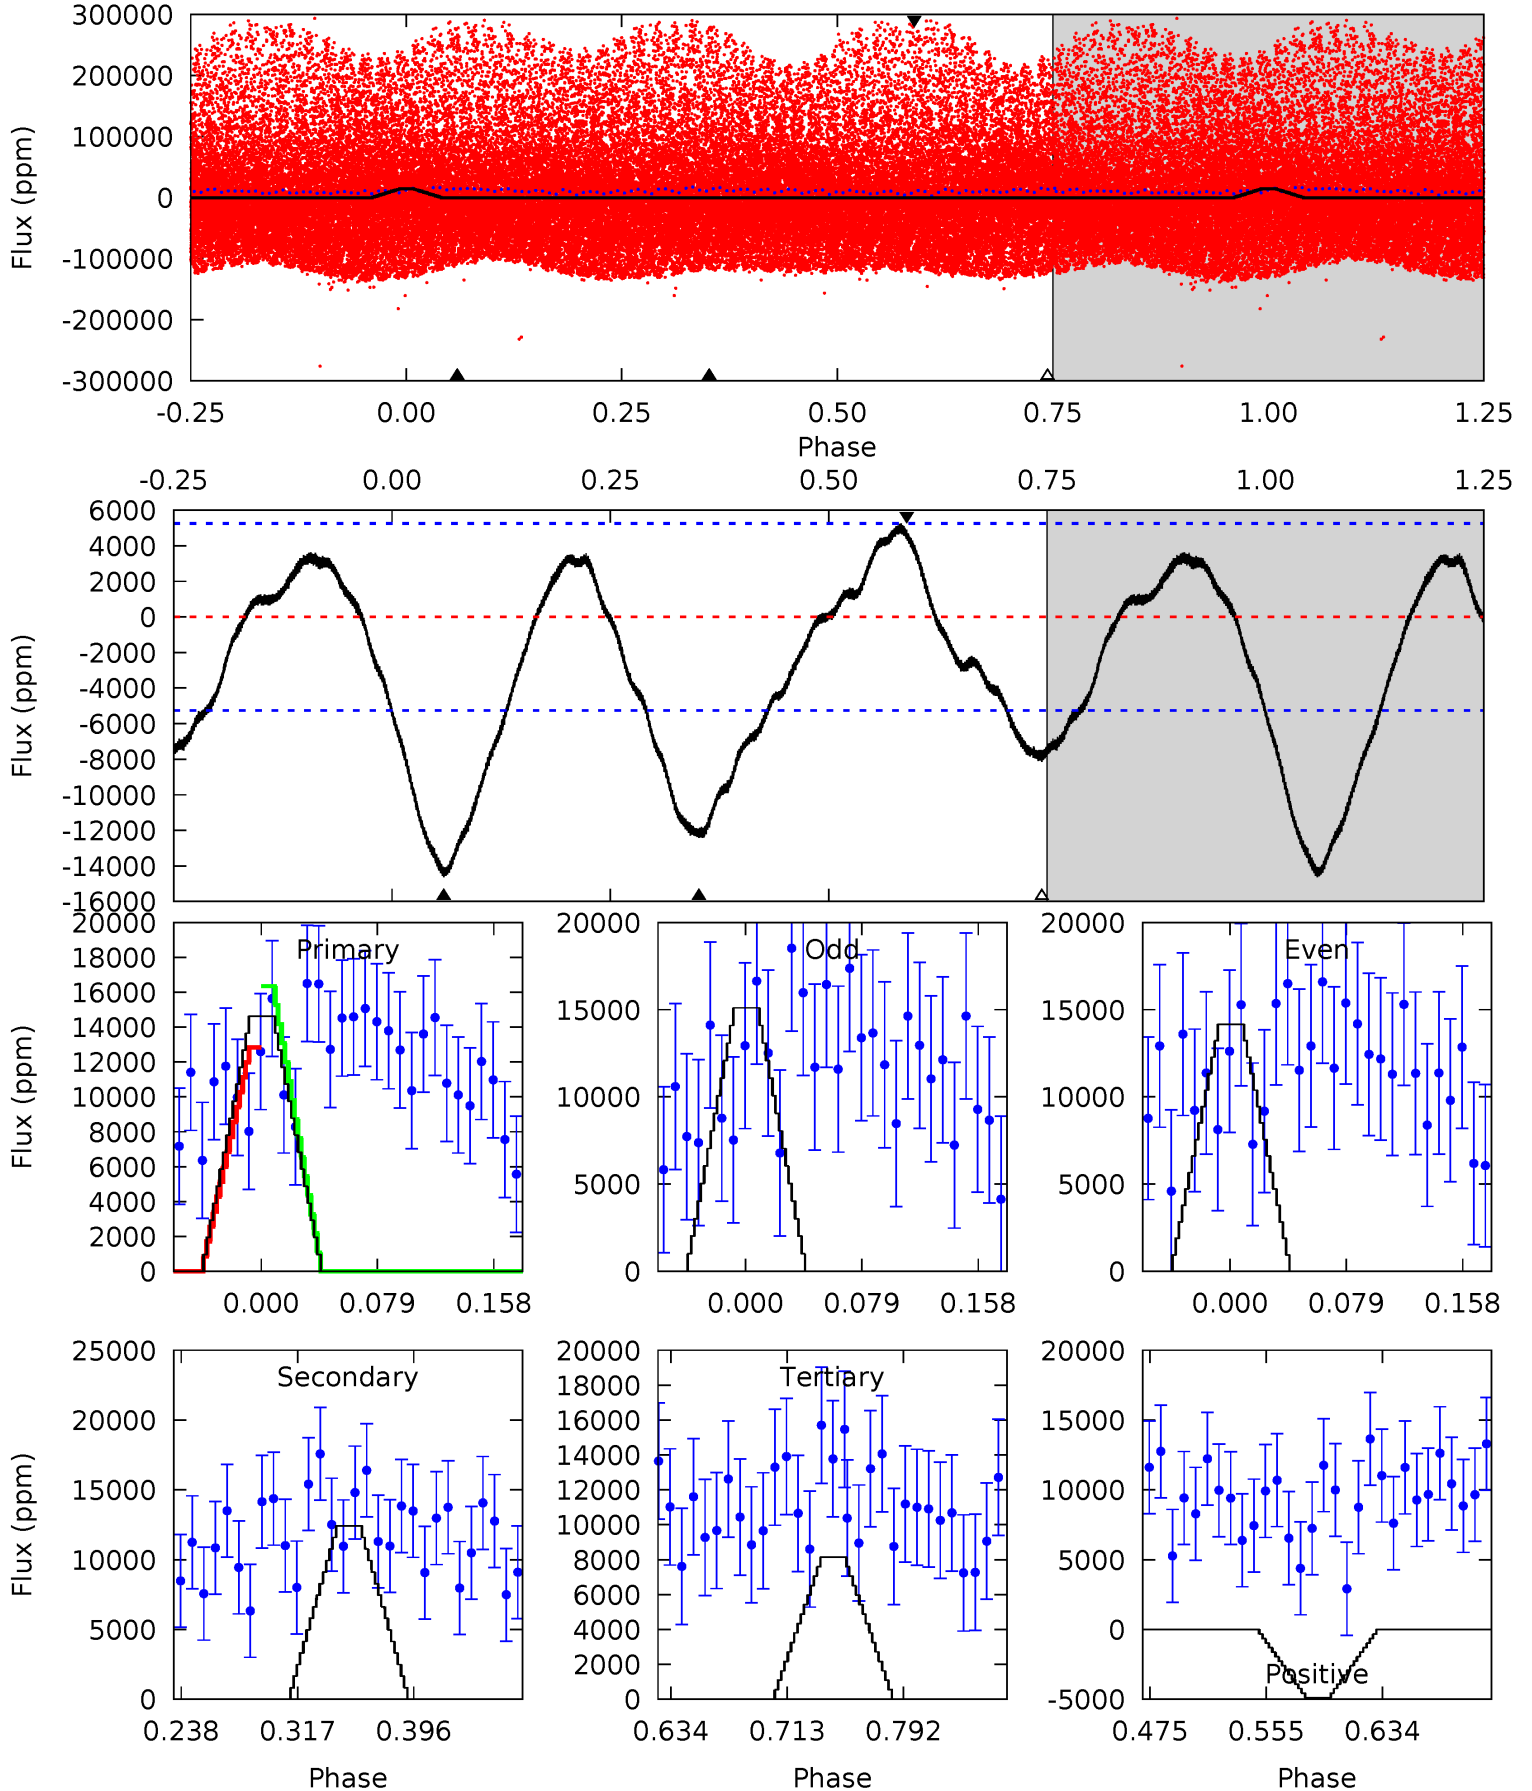 300000
200000
100000
0
-100000
-200000
-300000
Flux (ppm)
-0.25 0.00 0.25 0.50 0.75 1.00 1.25
Phase
-0.25 0.00 0.25 0.50 0.75 1.00 1.25
6000
4000
2000
0
-2000
-4000
-6000
-8000
-10000
-12000
-14000
-16000
Flux (ppm)
Primary
20000
18000
16000
14000
12000
10000
8000
6000
4000
2000
0
Flux (ppm)
0.000 0.079 0.158
Odd
20000
15000
10000
5000
0
0.000 0.079 0.158
Even
20000
15000
10000
5000
0
0.000 0.079 0.158
Secondary
25000
20000
15000
10000
5000
0
Flux (ppm)
0.238 0.317 0.396
Phase
Tertiary
20000
18000
16000
14000
12000
10000
8000
6000
4000
2000
0
0.634 0.713 0.792
Phase
Positive
20000
15000
10000
5000
0
-5000
0.475 0.555 0.634
Phase